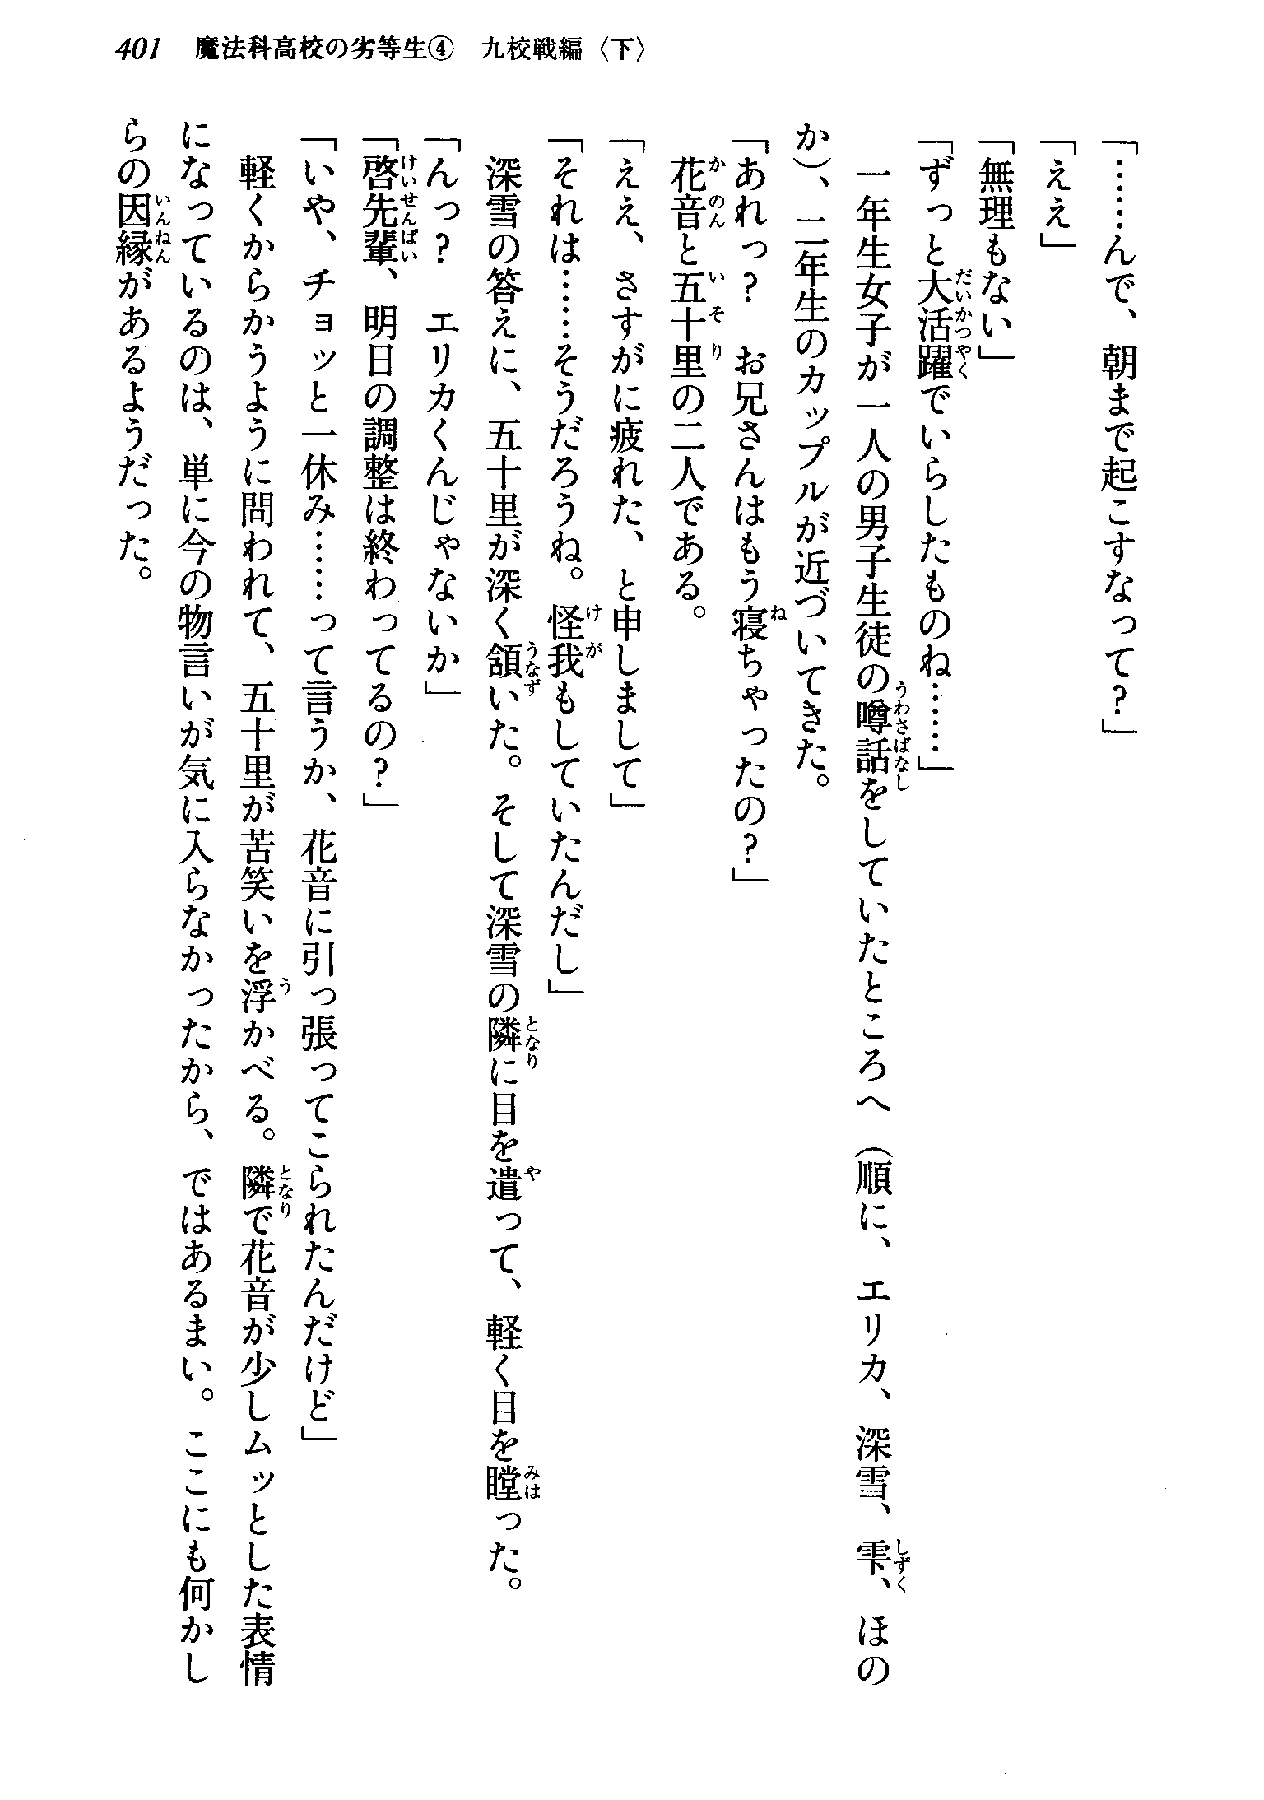 401 魔法科高校の劣等生④ 九校戦編〈下〉
「……んで、朝まで起こすなって？」
「ええ」
「無理もない」
「ずっと大活躍でいらしたものね……」
一年生女子が一人の男子生徒の噂話をしていたところへ（順に、エリカ、深雪、雫、ほの
か）、二年生のカップルが近づいてきた。
「あれっ？　お兄さんはもう寝ちゃったの？」
花音と五十里の二人である。
「ええ、さすがに疲れた、と申しまして」
「それは……そうだろうね。怪我もしていたんだし」
深雪の答えに、五十里が深く頷いた。そして深雪の隣に目を遣って、軽く目を瞠った。
「んっ？　エリカくんじゃないか」
「啓先輩、明日の調整は終わってるの？」
「いや、チョッと一休み……って言うか、花音に引っ張ってこられたんだけど」
軽くからかうように問われて、五十里が苦笑いを浮かべる。隣で花音が少しムッとした表情
になっているのは、単に今の物言いが気に入らなかったから、ではあるまい。ここにも何かし
らの因縁があるようだった。